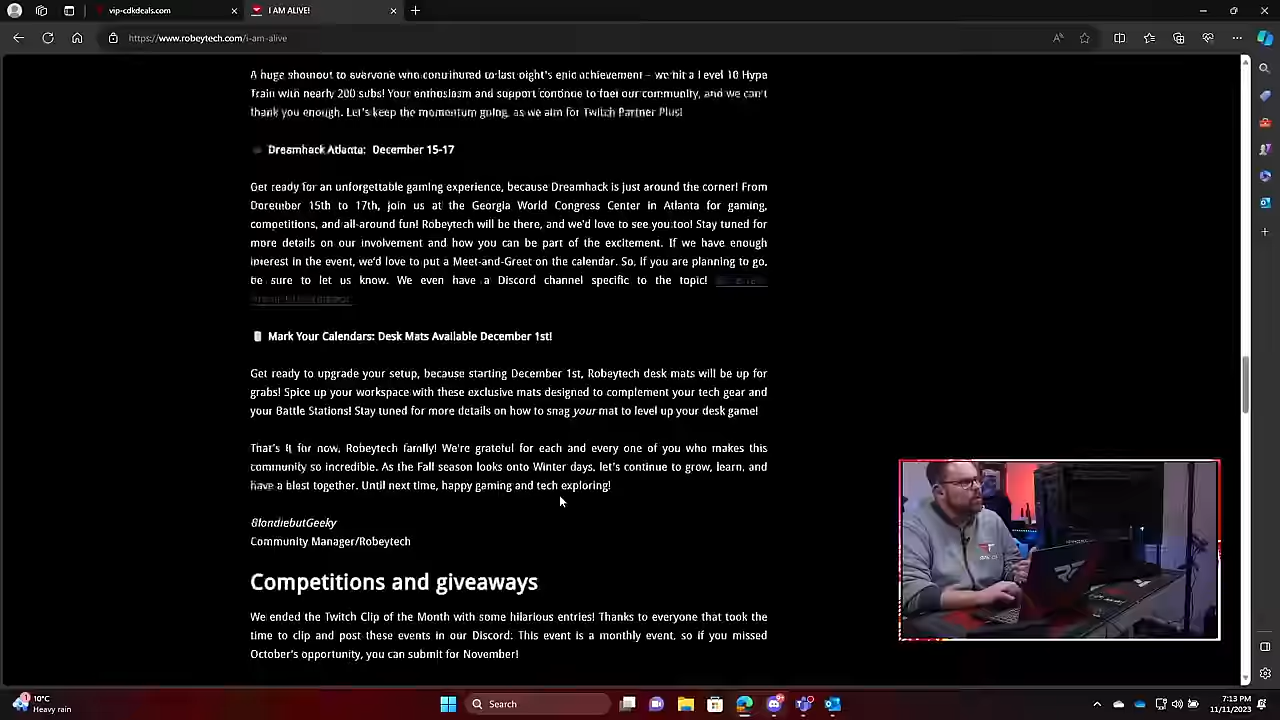 vip-cdkdeals.com
I AM ALIVE!
https://www.robeytech.com/i-am-alive
A huge shoutout to everyone who contributed to last night's epic achievement – we hit a Level 10 Hype
Train with nearly 200 subs! Your enthusiasm and support continue to fuel our community, and we can't
thank you enough. Let's keep the momentum going, as we aim for Twitch Partner Plus!
Dreamhack Atlanta: December 15-17
Get ready for an unforgettable gaming experience, because Dreamhack is just around the corner! From
December 15th to 17th, join us at the Georgia World Congress Center in Atlanta for gaming,
competitions, and all-around fun! Robeytech will be there, and we'd love to see you too! Stay tuned for
more details on our involvement and how you can be part of the excitement. If we have enough
interest in the event, we'd love to put a Meet-and-Greet on the calendar. So, if you are planning to go,
be sure to let us know. We even have a Discord channel specific to the topic!
Mark Your Calendars: Desk Mats Available December 1st!
Get ready to upgrade your setup, because starting December 1st, Robeytech desk mats will be up for
grabs! Spice up your workspace with these exclusive mats designed to complement your tech gear and
your Battle Stations! Stay tuned for more details on how to snag your mat to level up your desk game!
That's it for now, Robeytech family! We're grateful for each and every one of you who makes this
community so incredible. As the Fall season looks onto Winter days, let's continue to grow, learn, and
have a blast together. Until next time, happy gaming and tech exploring!
BlondiebutGeeky
Community Manager/Robeytech
Competitions and giveaways
We ended the Twitch Clip of the Month with some hilarious entries! Thanks to everyone that took the
time to clip and post these events in our Discord. This event is a monthly event, so if you missed
October's opportunity, you can submit for November!
10°C
Heavy rain
Search
7:13 PM
11/11/2023